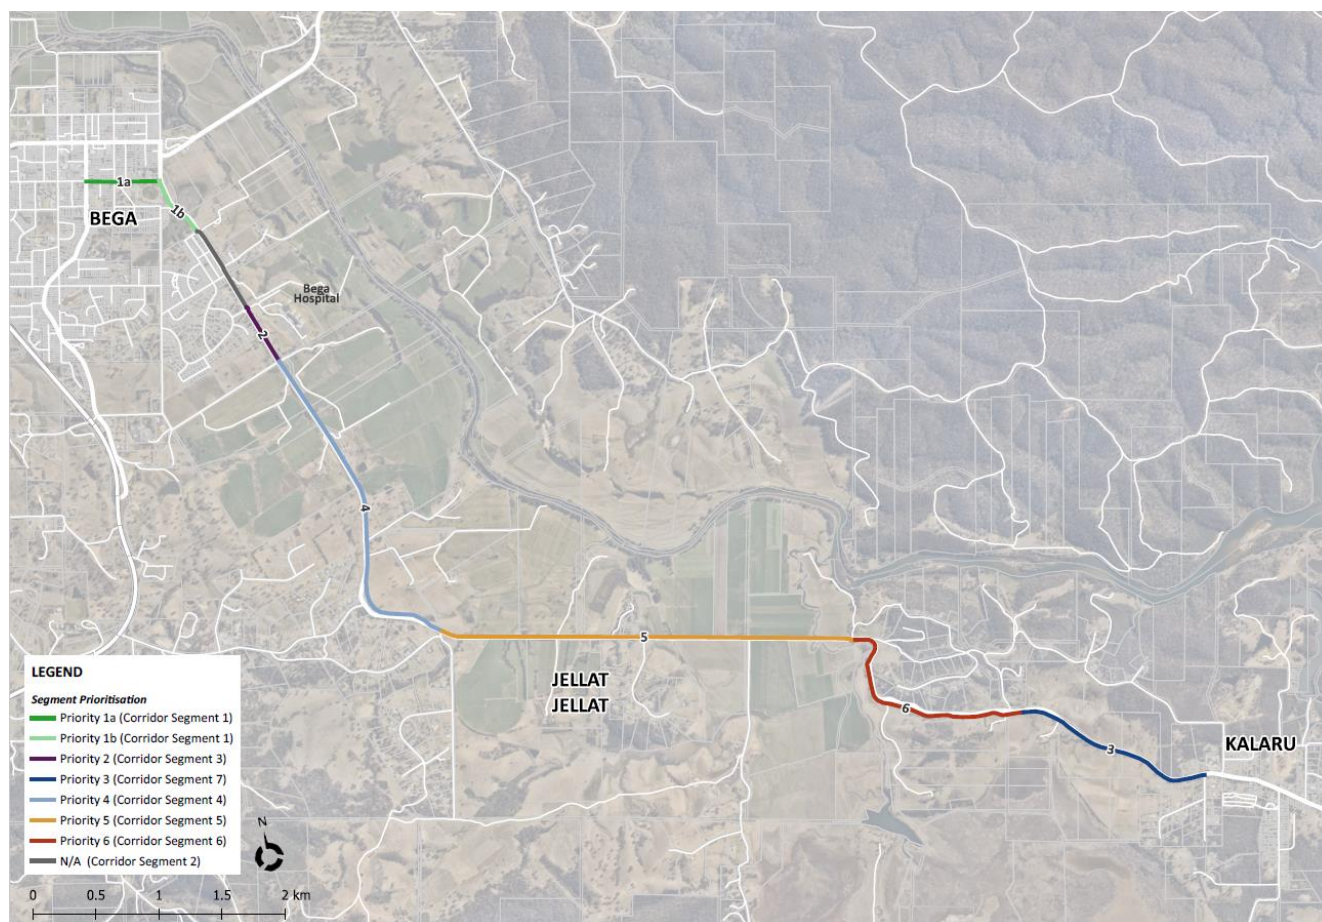 1a
1b
BEGA
Bega
Hospital
2
4
5
JELLAT
JELLAT
6
3
KALARU
LEGEND
Segment Prioritisation
Priority 1a (Corridor Segment 1)
Priority 1b (Corridor Segment 1)
Priority 2 (Corridor Segment 3)
Priority 3 (Corridor Segment 7)
Priority 4 (Corridor Segment 4)
Priority 5 (Corridor Segment 5)
Priority 6 (Corridor Segment 6)
N/A (Corridor Segment 2)
N
0 0.5 1 1.5 2 km